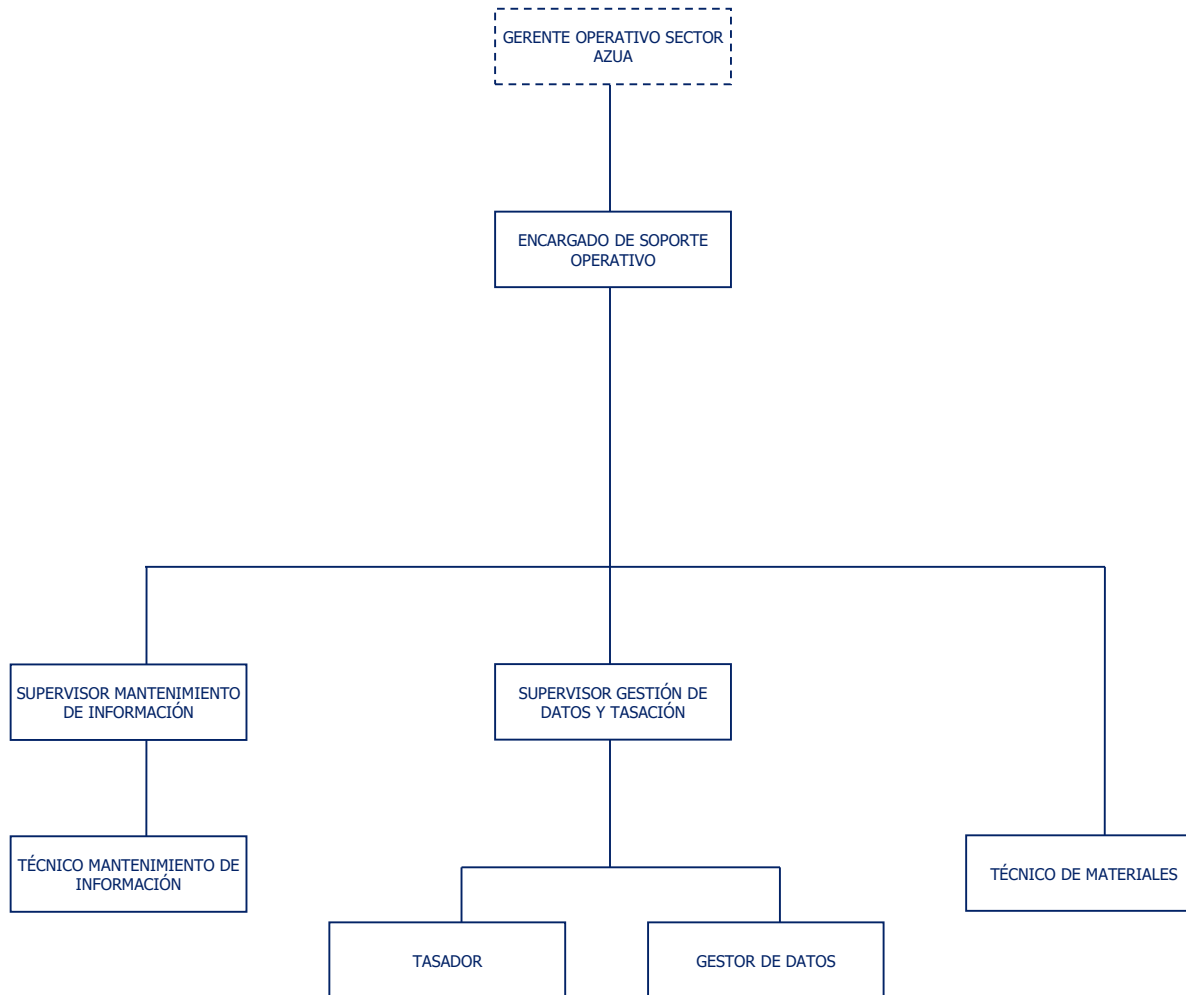 GERENTE OPERATIVO SECTOR
AZUA
ENCARGADO DE SOPORTE
OPERATIVO
SUPERVISOR MANTENIMIENTO
DE INFORMACIÓN
SUPERVISOR GESTIÓN DE
DATOS Y TASACIÓN
TÉCNICO MANTENIMIENTO DE
INFORMACIÓN
TÉCNICO DE MATERIALES
TASADOR
GESTOR DE DATOS